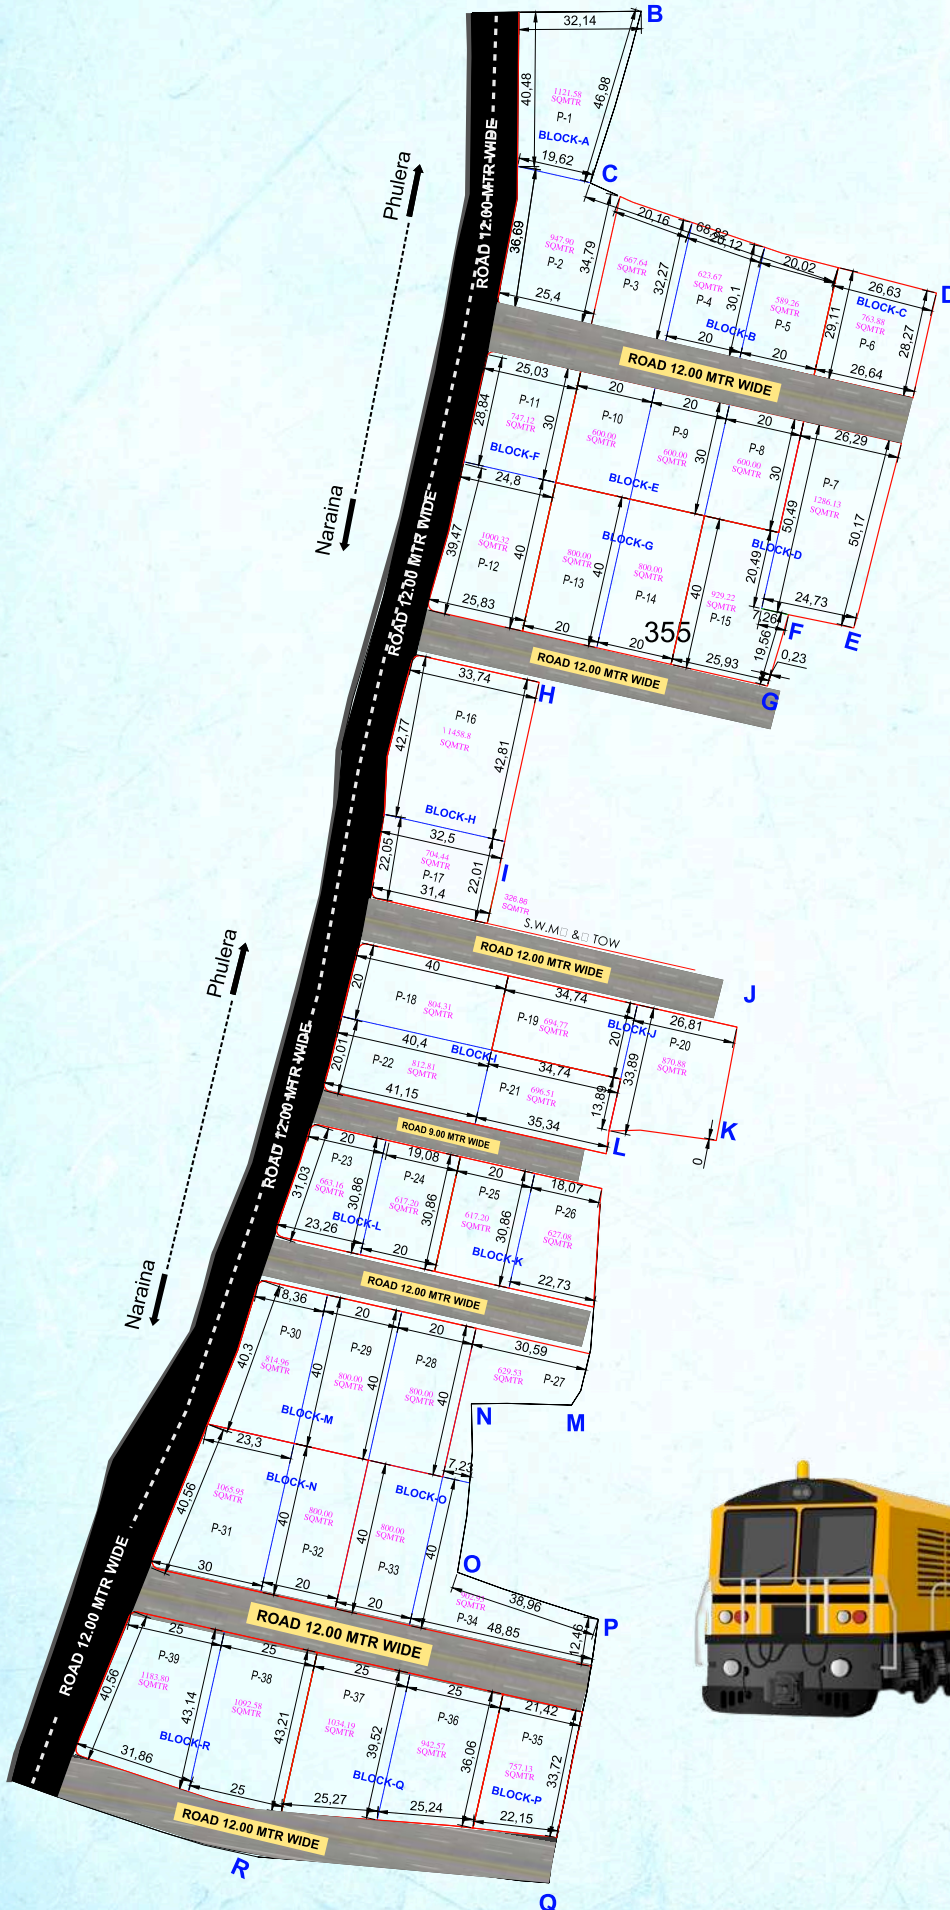 B
32,14
40,48
46,98
1121.58
SQMTR
P-1
BLOCK-A
19,62
C
Phulera
ROAD 12.00 MTR WIDE
36,69
947.90
SQMTR
P-2
34,79
25,4
20,16
68,82
20,12
20,02
26,63
D
667.64
SQMTR
P-3
32,27
623.67
SQMTR
P-4
30,1
BLOCK-B
589.26
SQMTR
P-5
29,11
BLOCK-C
763.88
SQMTR
P-6
28,27
20
20
26,64
ROAD 12.00 MTR WIDE
25,03
20
20
20
26,29
28,84
P-11
747.12
SQMTR
30
BLOCK-F
P-10
600.00
SQMTR
P-9
600.00
SQMTR
30
P-8
600.00
SQMTR
30
BLOCK-E
P-7
1286.13
SQMTR
50,49
50,17
Naraina
ROAD 12.00 MTR WIDE
24,8
39,47
1000.32
SQMTR
P-12
40
25,83
BLOCK-G
800.00
SQMTR
P-13
40
800.00
SQMTR
P-14
40
929.22
SQMTR
P-15
20,49
BLOCK-D
24,73
7,26
F
E
19,56
0,23
20
20
355
25,93
G
ROAD 12.00 MTR WIDE
33,74
H
P-16
1458.8
SQMTR
42,77
42,81
BLOCK-H
32,5
22,05
704.44
SQMTR
P-17
22,01
I
31,4
326.86
SQMTR
S.W.M□ &□ TOW
ROAD 12.00 MTR WIDE
J
Phulera
40
34,74
26,81
20
P-18
804.31
SQMTR
P-19
694.77
SQMTR
20
BLOCK-J
P-20
870.88
SQMTR
33,89
40,4
BLOCK-I
34,74
20,01
P-22
812.81
SQMTR
P-21
696.51
SQMTR
13,89
41,15
35,34
L
K
0
ROAD 12.00 MTR WIDE
ROAD 9.00 MTR WIDE
20
19,08
20
18,07
31,03
P-23
663.16
SQMTR
30,86
P-24
617.20
SQMTR
30,86
P-25
617.20
SQMTR
30,86
P-26
627.08
SQMTR
BLOCK-L
BLOCK-K
23,26
20
22,73
Naraina
ROAD 12.00 MTR WIDE
18,36
20
20
30,59
40,3
P-30
814.96
SQMTR
40
P-29
800.00
SQMTR
40
P-28
800.00
SQMTR
40
629.53
SQMTR
P-27
BLOCK-M
N
M
23,3
7,23
40,56
1065.95
SQMTR
P-31
BLOCK-N
40
800.00
SQMTR
P-32
BLOCK-O
40
800.00
SQMTR
P-33
40
O
30
20
20
38,96
SQMTR
P-34
48,85
12,46
P
ROAD 12.00 MTR WIDE
ROAD 12.00 MTR WIDE
25
25
25
25
21,42
40,56
P-39
1183.80
SQMTR
43,14
P-38
1092.58
SQMTR
43,21
P-37
1034.19
SQMTR
39,52
P-36
942.57
SQMTR
36,06
P-35
757.13
SQMTR
33,72
BLOCK-R
BLOCK-Q
BLOCK-P
31,86
25
25,27
25,24
22,15
ROAD 12.00 MTR WIDE
R
Q